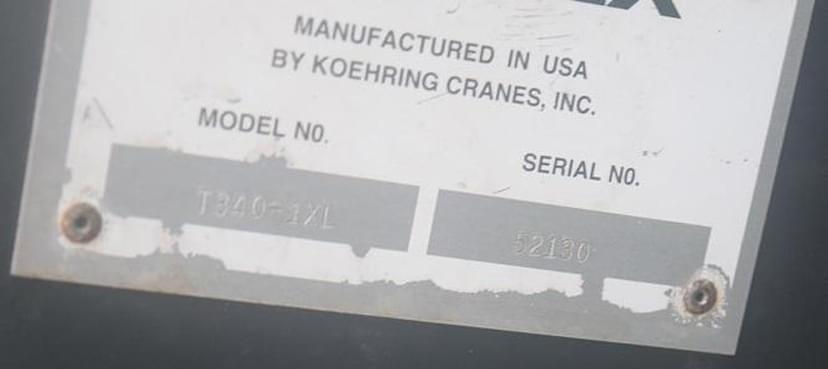 MANUFACTURED IN USA
BY KOEHRING CRANES, INC.
MODEL NO.
SERIAL NO.
T340-1XL
52130